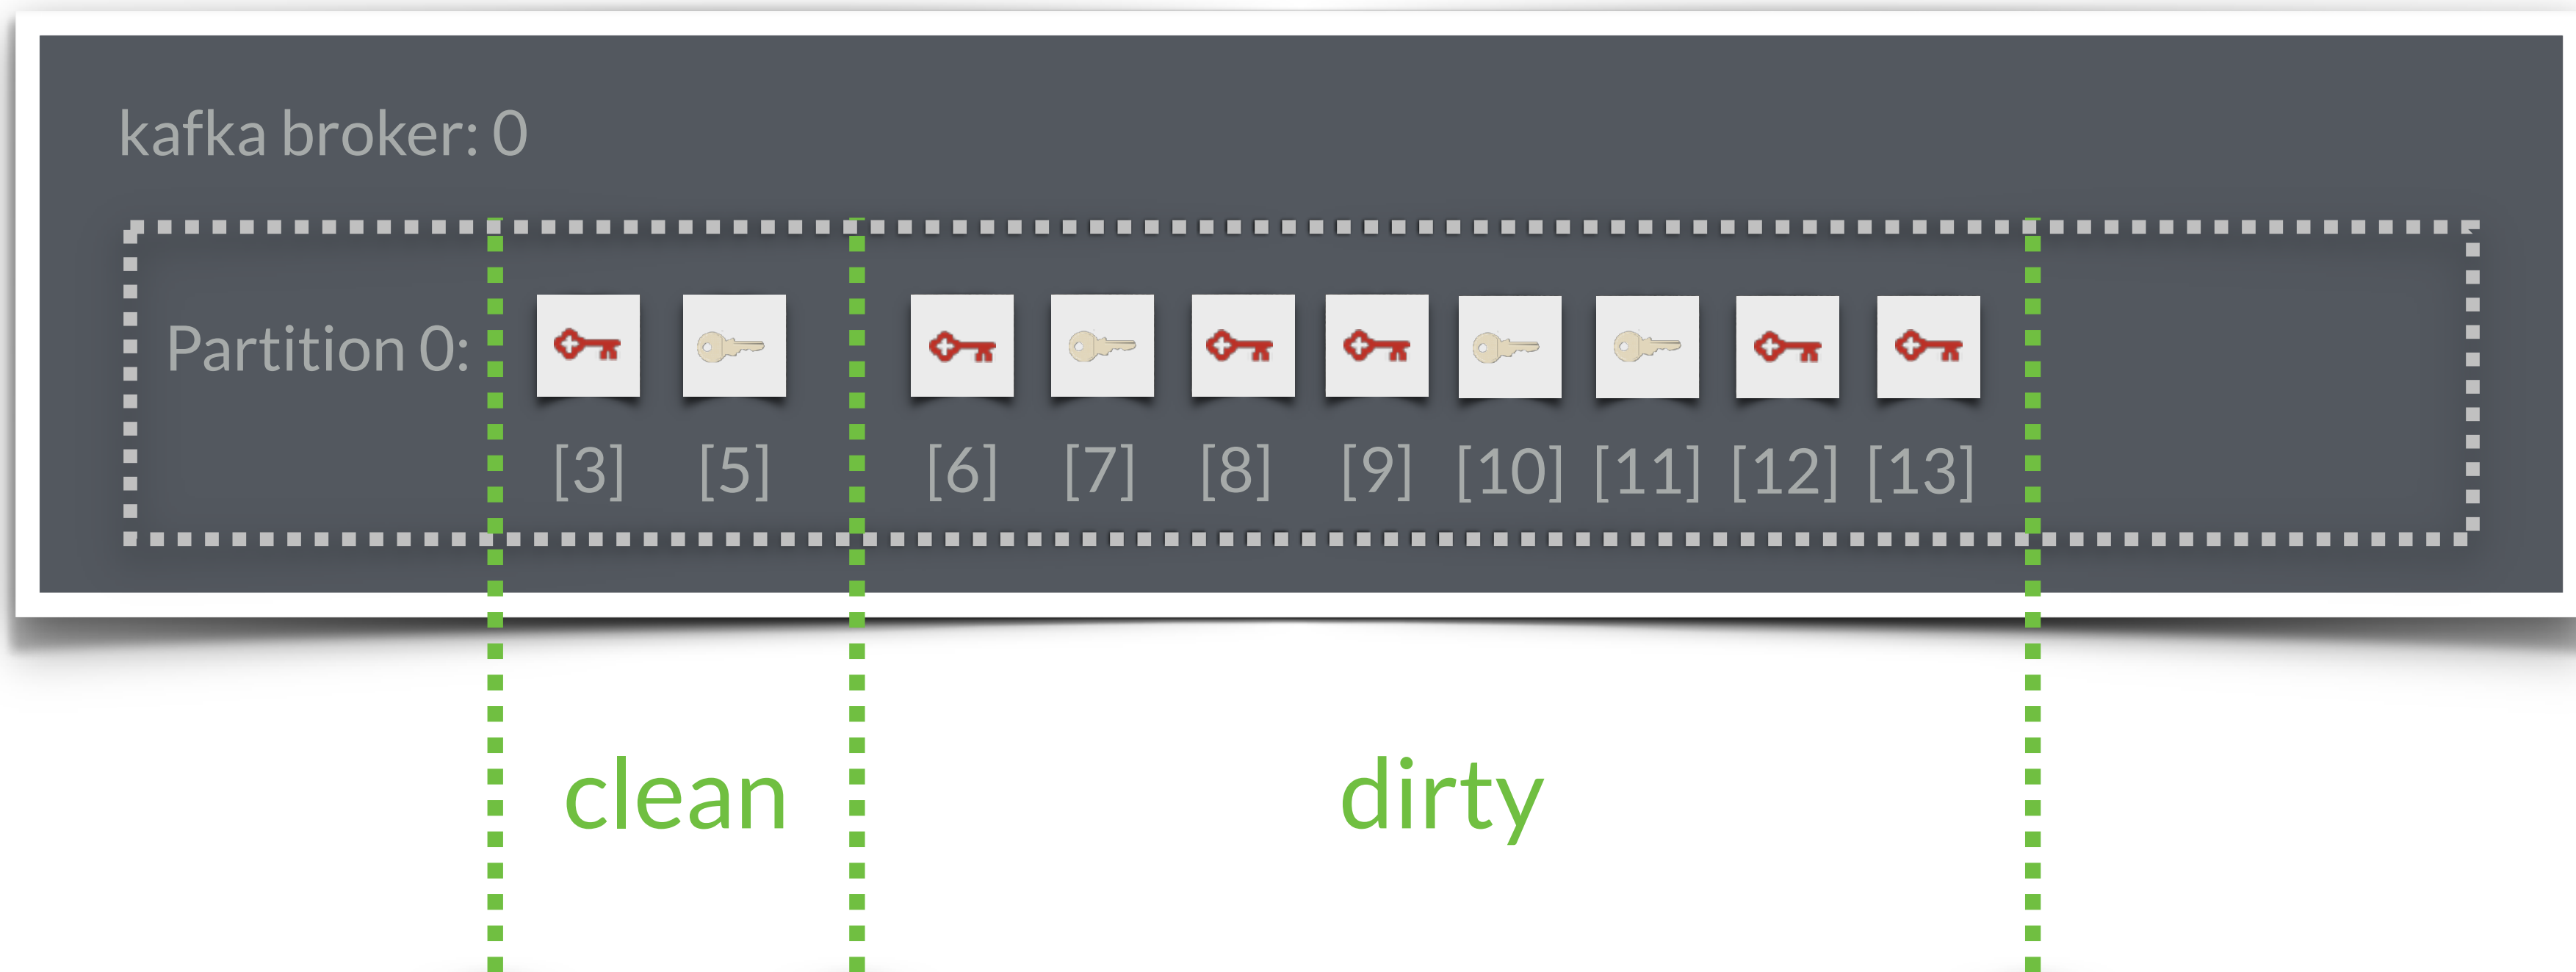 kafka broker: 0
Partition 0:
[3] [5] [6] [7] [8] [9] [10] [11] [12] [13]
clean dirty